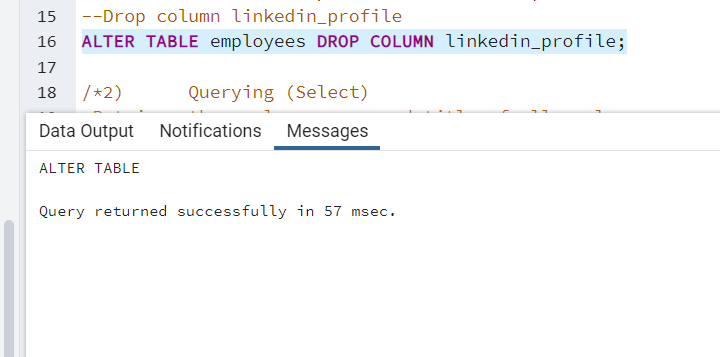 15 --Drop column linkedin_profile
16 ALTER TABLE employees DROP COLUMN linkedin_profile;
17
18 /*2) Querying (Select)
Data Output Notifications Messages
ALTER TABLE
Query returned successfully in 57 msec.